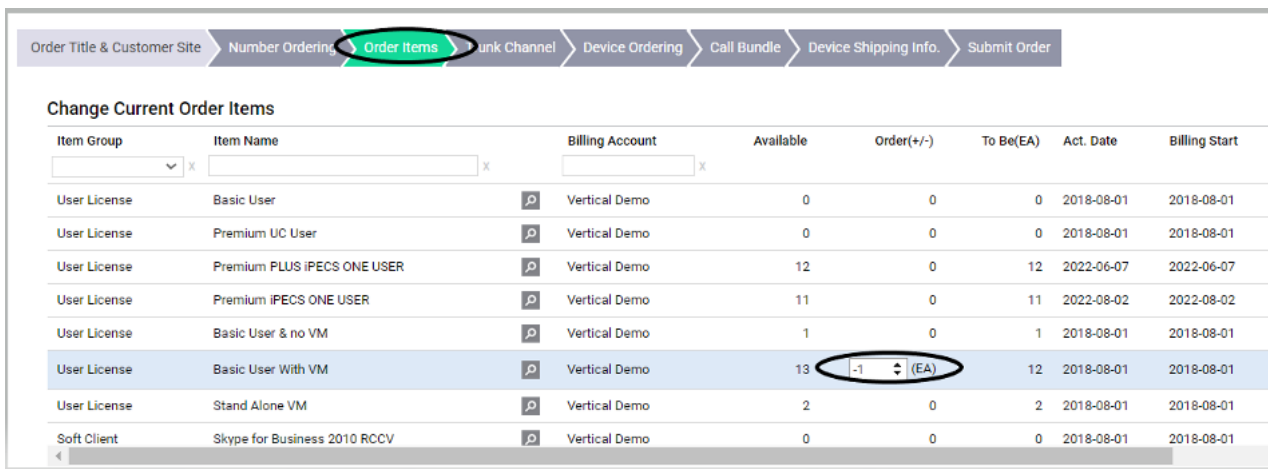 Order Title & Customer Site Number Ordering Order Items Trunk Channel Device Ordering Call Bundle Device Shipping Info. Submit Order
Change Current Order Items
Item Group Item Name Billing Account Available Order(+/-) To Be(EA) Act. Date Billing Start
x x x
User License Basic User Vertical Demo 0 0 0 2018-08-01 2018-08-01
User License Premium UC User Vertical Demo 0 0 0 2018-08-01 2018-08-01
User License Premium PLUS iPECS ONE USER Vertical Demo 12 0 12 2022-06-07 2022-06-07
User License Premium iPECS ONE USER Vertical Demo 11 0 11 2022-08-02 2022-08-02
User License Basic User & no VM Vertical Demo 1 0 1 2018-08-01 2018-08-01
User License Basic User With VM Vertical Demo 13 -1 (EA) 12 2018-08-01 2018-08-01
User License Stand Alone VM Vertical Demo 2 0 2 2018-08-01 2018-08-01
Soft Client Skype for Business 2010 RCCV Vertical Demo 0 0 0 2018-08-01 2018-08-01